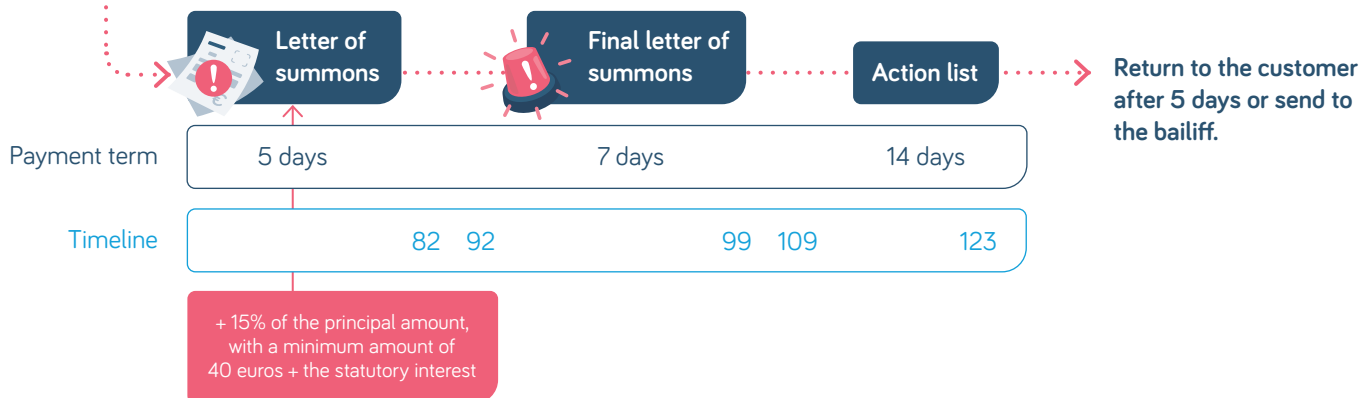 Letter of
summons
Final letter of
summons
Action list
Return to the customer
after 5 days or send to
the bailiff.
Payment term
5 days
7 days
14 days
Timeline
82
92
99
109
123
+ 15% of the principal amount,
with a minimum amount of
40 euros + the statutory interest